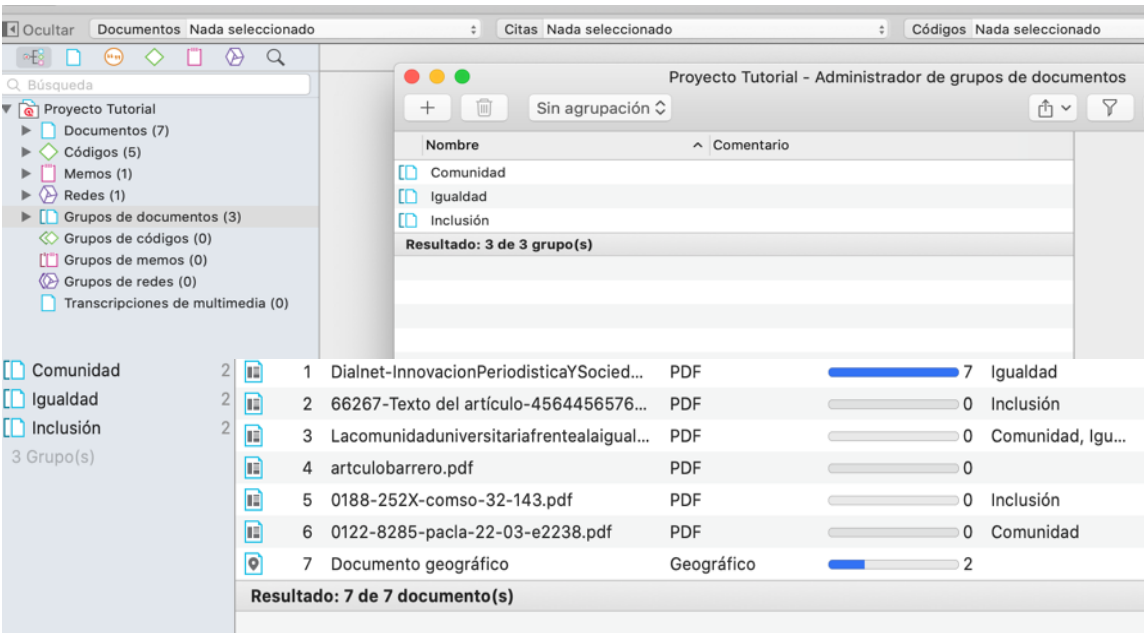 Ocultar Documentos Nada seleccionado Citas Nada seleccionado Códigos Nada seleccionado
Búsqueda
Proyecto Tutorial
Documentos (7)
Códigos (5)
Memos (1)
Redes (1)
Grupos de documentos (3)
Grupos de códigos (0)
Grupos de memos (0)
Grupos de redes (0)
Transcripciones de multimedia (0)
Proyecto Tutorial - Administrador de grupos de documentos
Sin agrupación
Nombre Comentario
Comunidad
Igualdad
Inclusión
Resultado: 3 de 3 grupo(s)
Comunidad 2
Igualdad 2
Inclusión 2
3 Grupo(s)
1 Dialnet-InnovacionPeriodisticaYSocied... PDF 7 Igualdad
2 66267-Texto del artículo-4564456576... PDF 0 Inclusión
3 Lacomunidaduniversitariafrentealaigual... PDF 0 Comunidad, Igu...
4 artculobarrero.pdf PDF 0
5 0188-252X-comso-32-143.pdf PDF 0 Inclusión
6 0122-8285-pacla-22-03-e2238.pdf PDF 0 Comunidad
7 Documento geográfico Geográfico 2
Resultado: 7 de 7 documento(s)